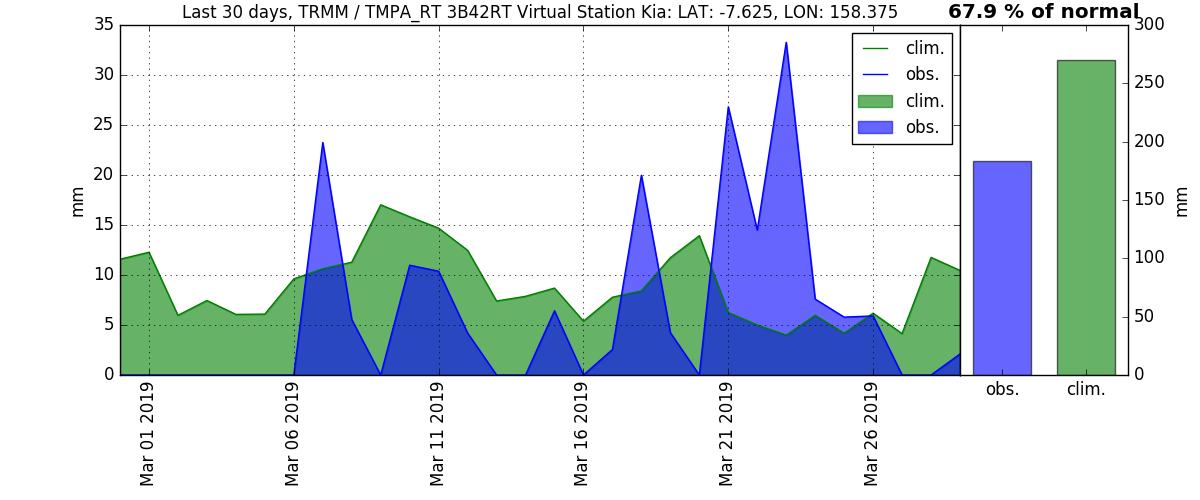 Last 30 days, TRMM / TMPA_RT 3B42RT Virtual Station Kia: LAT: -7.625, LON: 158.375
67.9 % of normal
35
30
25
20
15
10
5
0
mm
clim.
obs.
clim.
obs.
Mar 01 2019
Mar 06 2019
Mar 11 2019
Mar 16 2019
Mar 21 2019
Mar 26 2019
300
250
200
150
100
50
0
mm
obs.
clim.